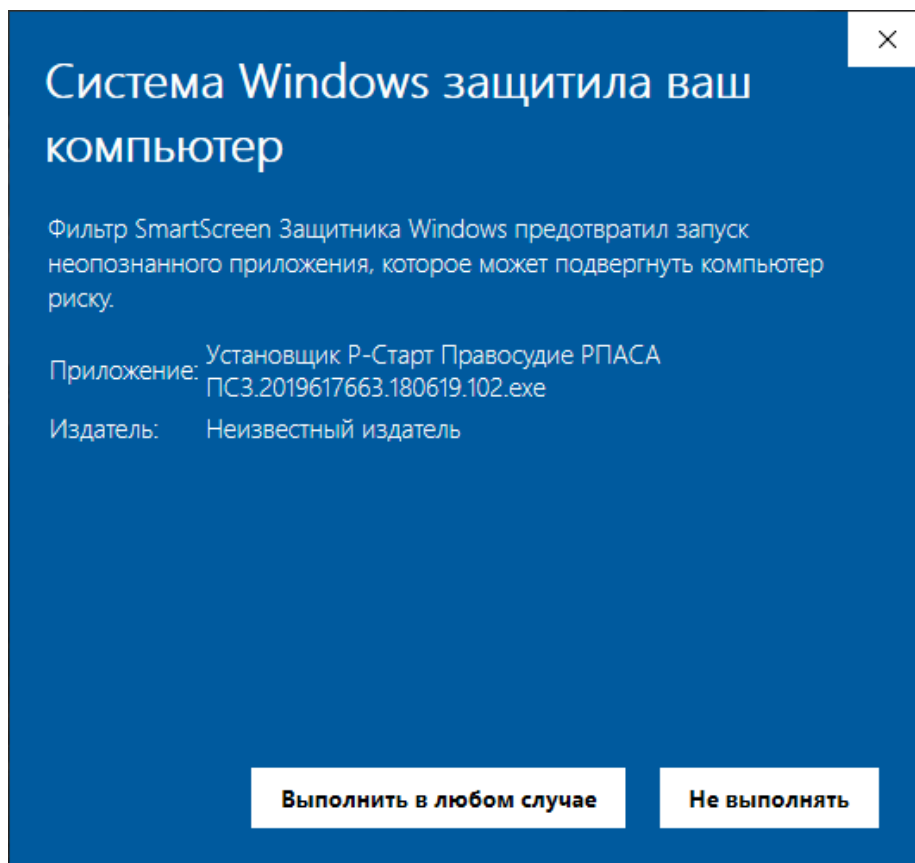 Система Windows защитила ваш
компьютер
Фильтр SmartScreen Защитника Windows предотвратил запуск
неопознанного приложения, которое может подвергнуть компьютер
риску.
Приложение: Установщик Р-Старт Правосудие РПАСА
ПС3.2019617663.180619.102.exe
Издатель: Неизвестный издатель
Выполнить в любом случае Не выполнять